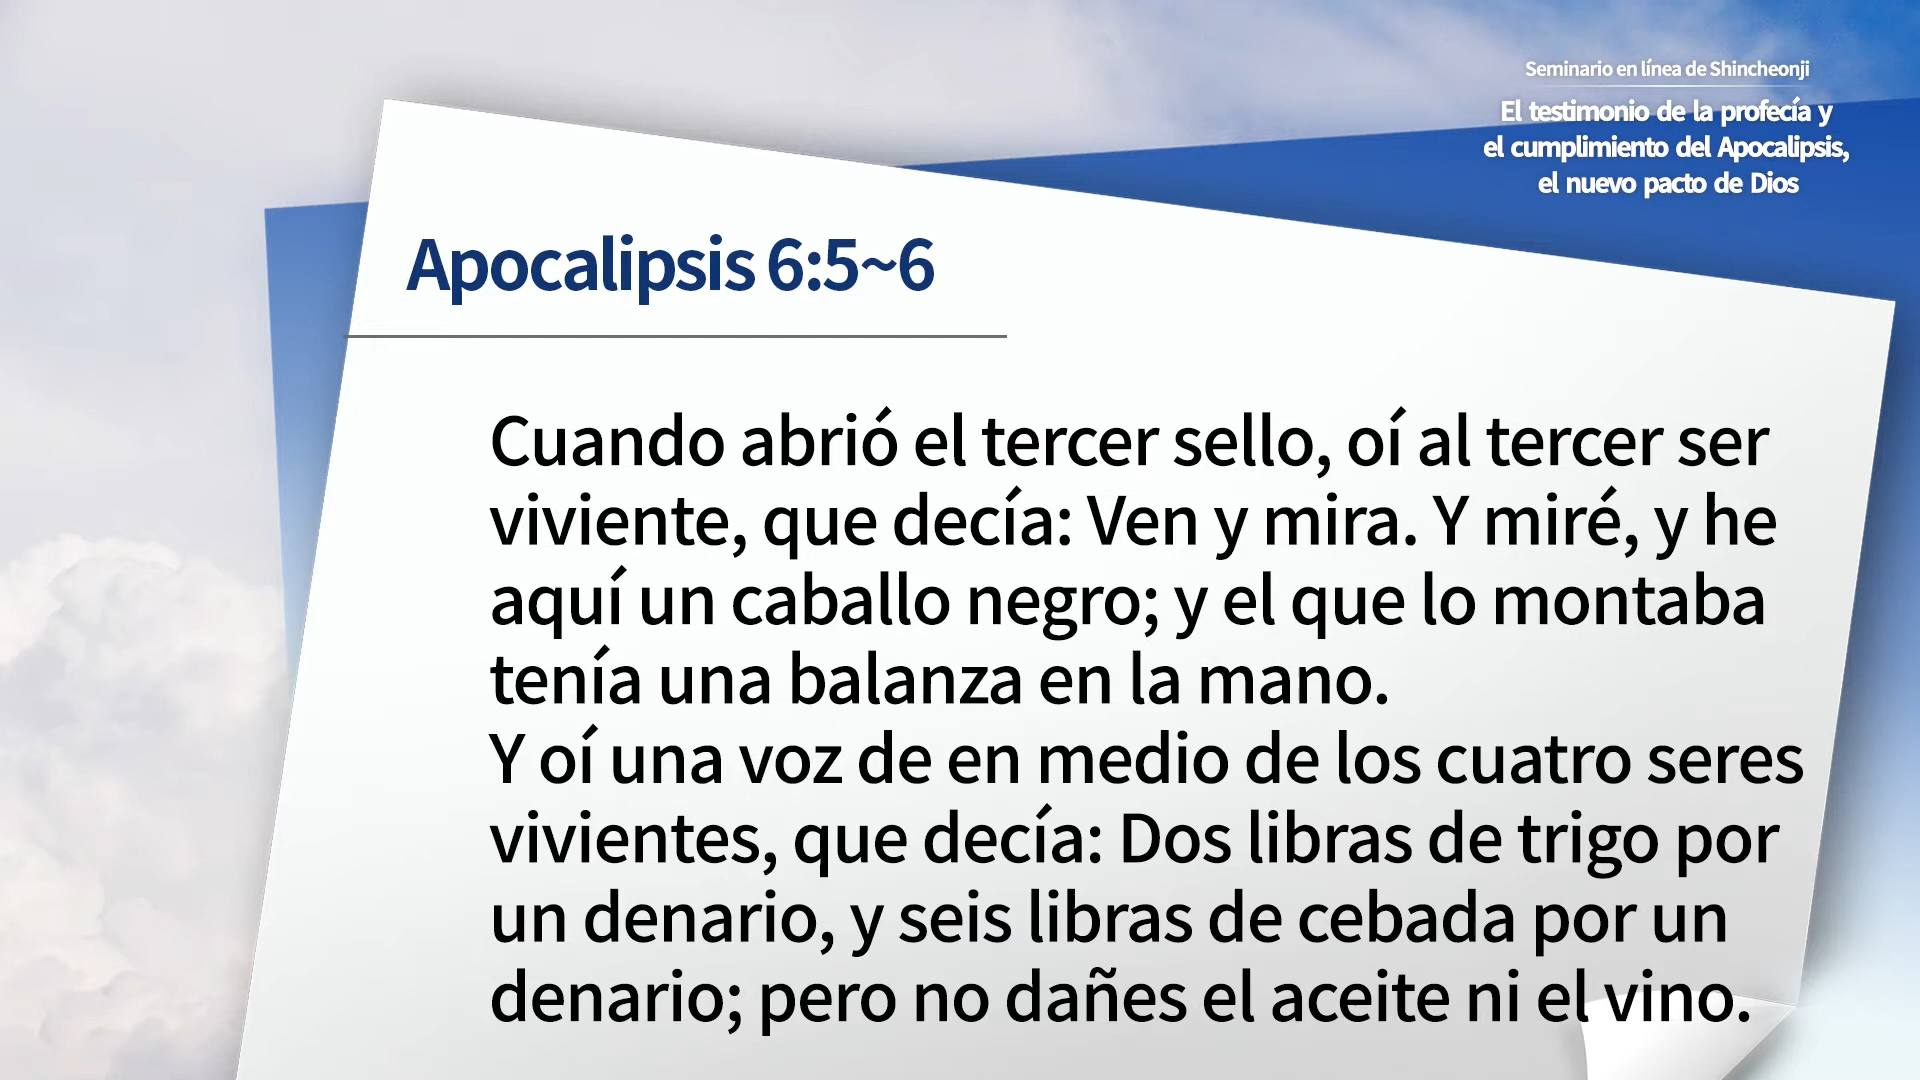 Seminario en línea de Shincheonji
El testimonio de la profecía y
el cumplimiento del Apocalipsis,
el nuevo pacto de Dios
Apocalipsis 6:5~6
Cuando abrió el tercer sello, oí al tercer ser
viviente, que decía: Ven y mira. Y miré, y he
aquí un caballo negro; y el que lo montaba
tenía una balanza en la mano.
Y oí una voz de en medio de los cuatro seres
vivientes, que decía: Dos libras de trigo por
un denario, y seis libras de cebada por un
denario; pero no dañes el aceite ni el vino.